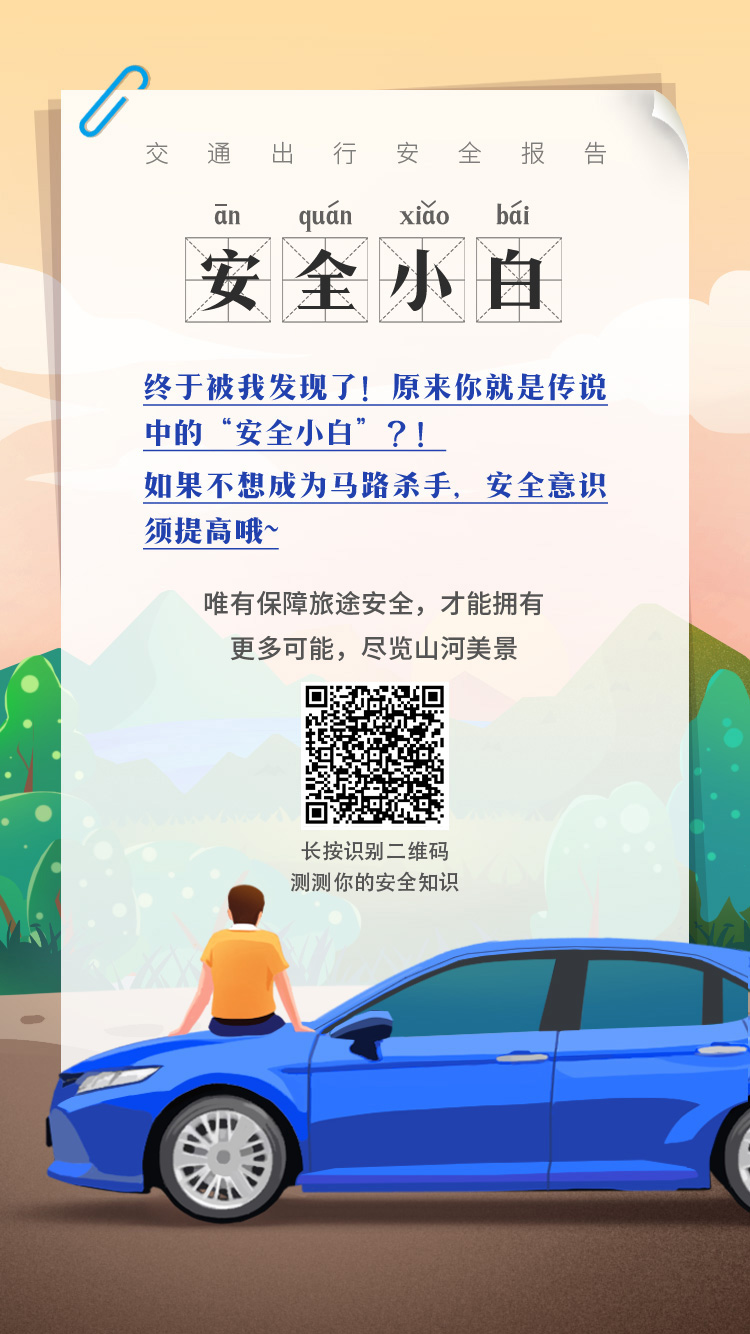 交通出行安全报告
ān quán xiǎo bái
安全小白
终于被我发现了！原来你就是传说
中的“安全小白”？！
如果不想成为马路杀手，安全意识
须提高哦~
唯有保障旅途安全，才能拥有
更多可能，尽览山河美景
长按识别二维码
测测你的安全知识